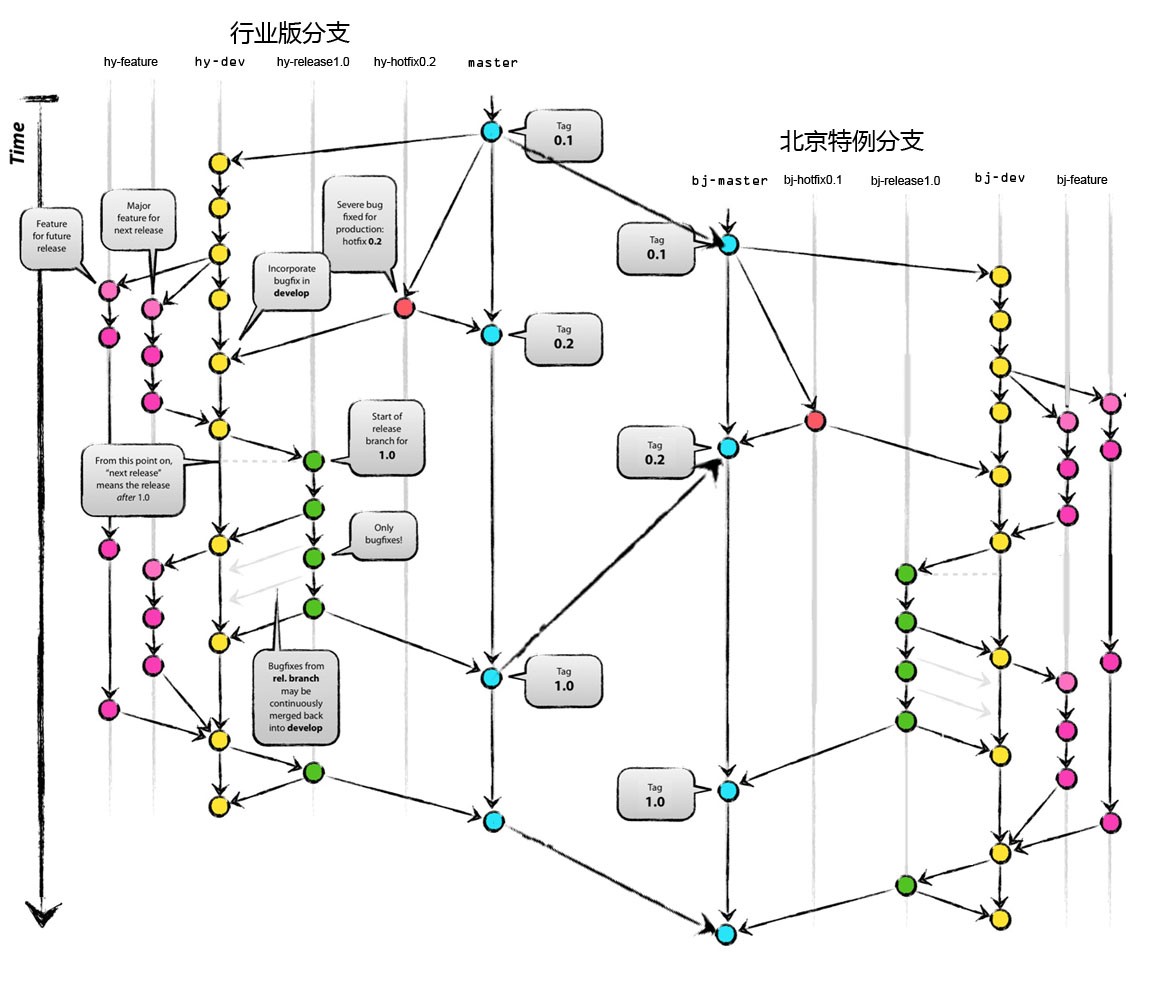 行业版分支
hy-feature
hy-dev
hy-release1.0
hy-hotfix0.2
master
Time
Tag
0.1
北京特例分支
bj-master
bj-hotfix0.1
bj-release1.0
bj-dev
bj-feature
Feature
for future
release
Major
feature for
next release
Severe bug
fixed for
production:
hotfix 0.2
Incorporate
bugfix in
develop
Tag
0.1
Tag
0.2
Start of
release
branch for
1.0
Tag
0.2
From this point on,
"next release"
means the release
after 1.0
Only
bugfixes!
Bugfixes from
rel. branch
may be
continuously
merged back
into develop
Tag
1.0
Tag
1.0